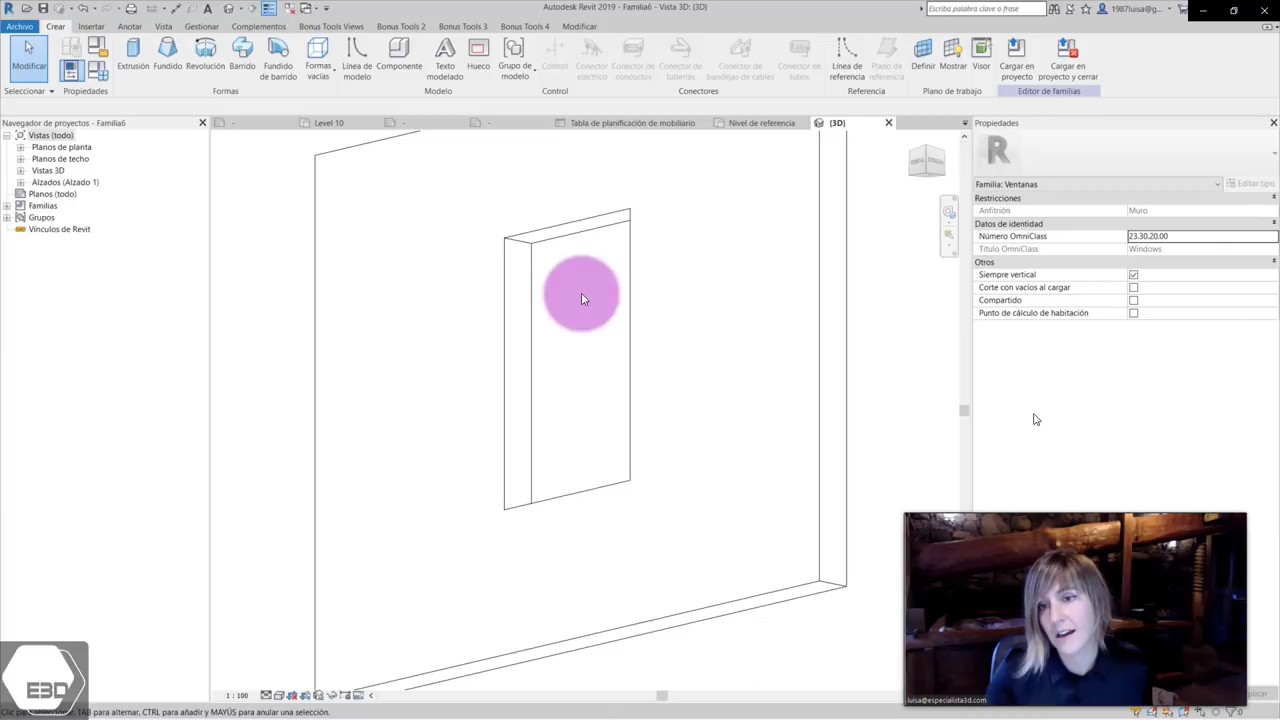 Autodesk Revit 2019 - Familia6 - Vista 3D: {3D}
Escriba palabra clave o frase
1987luisa@g...
Archivo Crear Insertar Anotar Vista Gestionar Complementos Bonus Tools Views Bonus Tools 2 Bonus Tools 3 Bonus Tools 4 Modificar
Modificar
Extrusión
Fundido
Revolución
Barrido
Fundido de barrido
Formas vacías
Línea de modelo
Componente
Texto modelado
Hueco
Grupo de modelo
Control
Conector eléctrico
Conector de conductos
Conector de tuberías
Conector de bandejas de cables
Conector de tubos
Línea de referencia
Plano de referencia
Definir
Mostrar
Visor
Cargar en proyecto
Cargar en proyecto y cerrar
Seleccionar Propiedades Formas Modelo Control Conectores Referencia Plano de trabajo Editor de familias
Navegador de proyectos - Familia6
Vistas (todo)
Planos de planta
Planos de techo
Vistas 3D
Alzados (Alzado 1)
Planos (todo)
Familias
Grupos
Vínculos de Revit
- Level 10 - - Tabla de planificación de mobiliario Nivel de referencia {3D}
Propiedades
R
Familia: Ventanas Editar tipo
Restricciones
Anfitrión Muro
Datos de identidad
Número OmniClass 23.30.20.00
Título OmniClass Windows
Otros
Siempre vertical
Corte con vacíos al cargar
Compartido
Punto de cálculo de habitación
1 : 100
E3D
luisa@especialista3d.com
Clic para seleccionar, TAB para alternar, CTRL para añadir y MAYÚS para anular una selección.